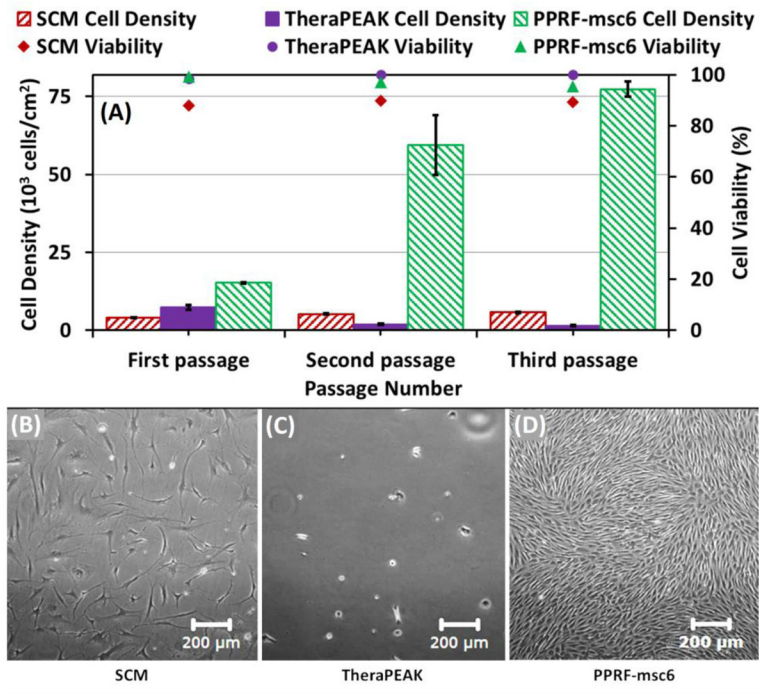 SCM Cell Density TheraPEAK Cell Density PPRF-msc6 Cell Density
SCM Viability TheraPEAK Viability PPRF-msc6 Viability
(A)
Cell Density (10³ cells/cm²)
75
50
25
0
100
80
60
40
20
0
Cell Viability (%)
First passage Second passage Third passage
Passage Number
(B) (C) (D)
200 µm 200 µm 200 µm
SCM TheraPEAK PPRF-msc6